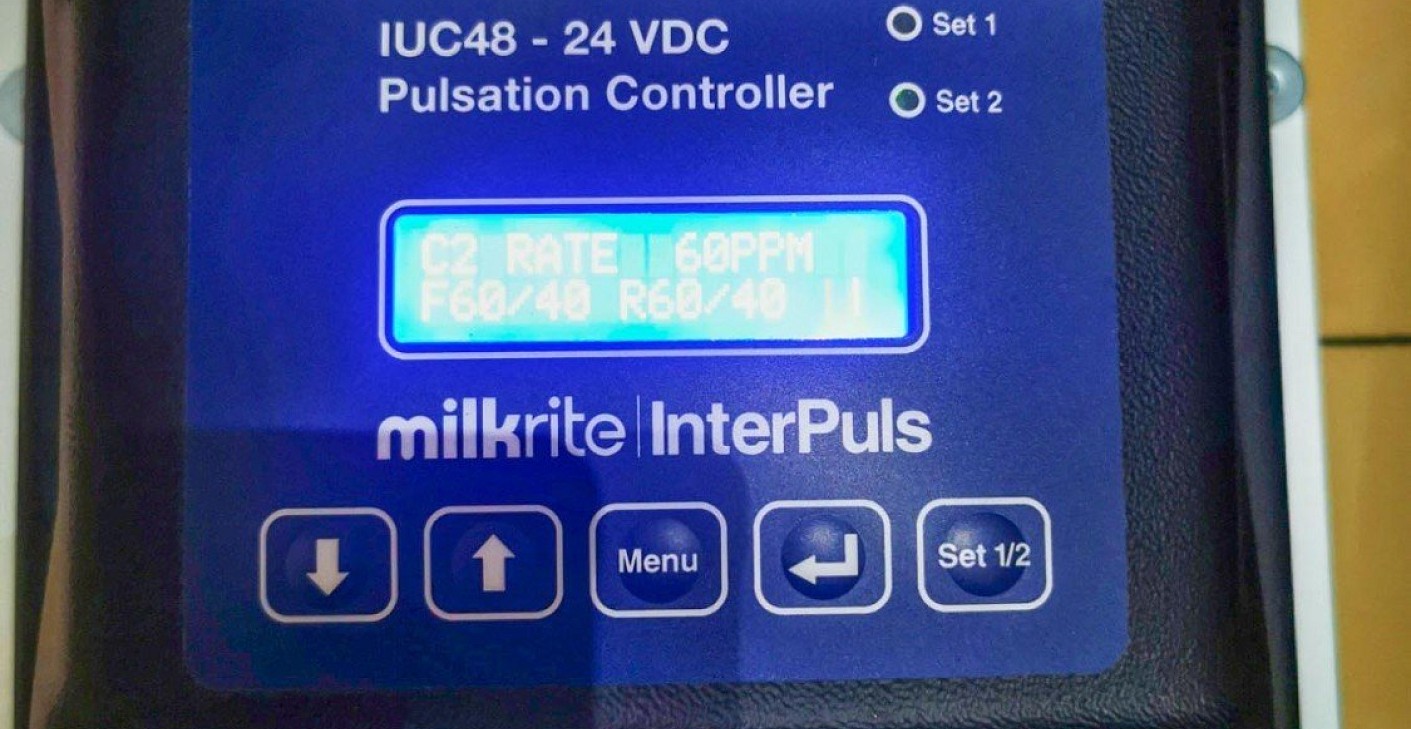 IUC48 - 24 VDC
Pulsation Controller
Set 1
Set 2
C2 RATE 60PPM
F60/40 R60/40
milkrite | InterPuls
Menu
Set 1/2